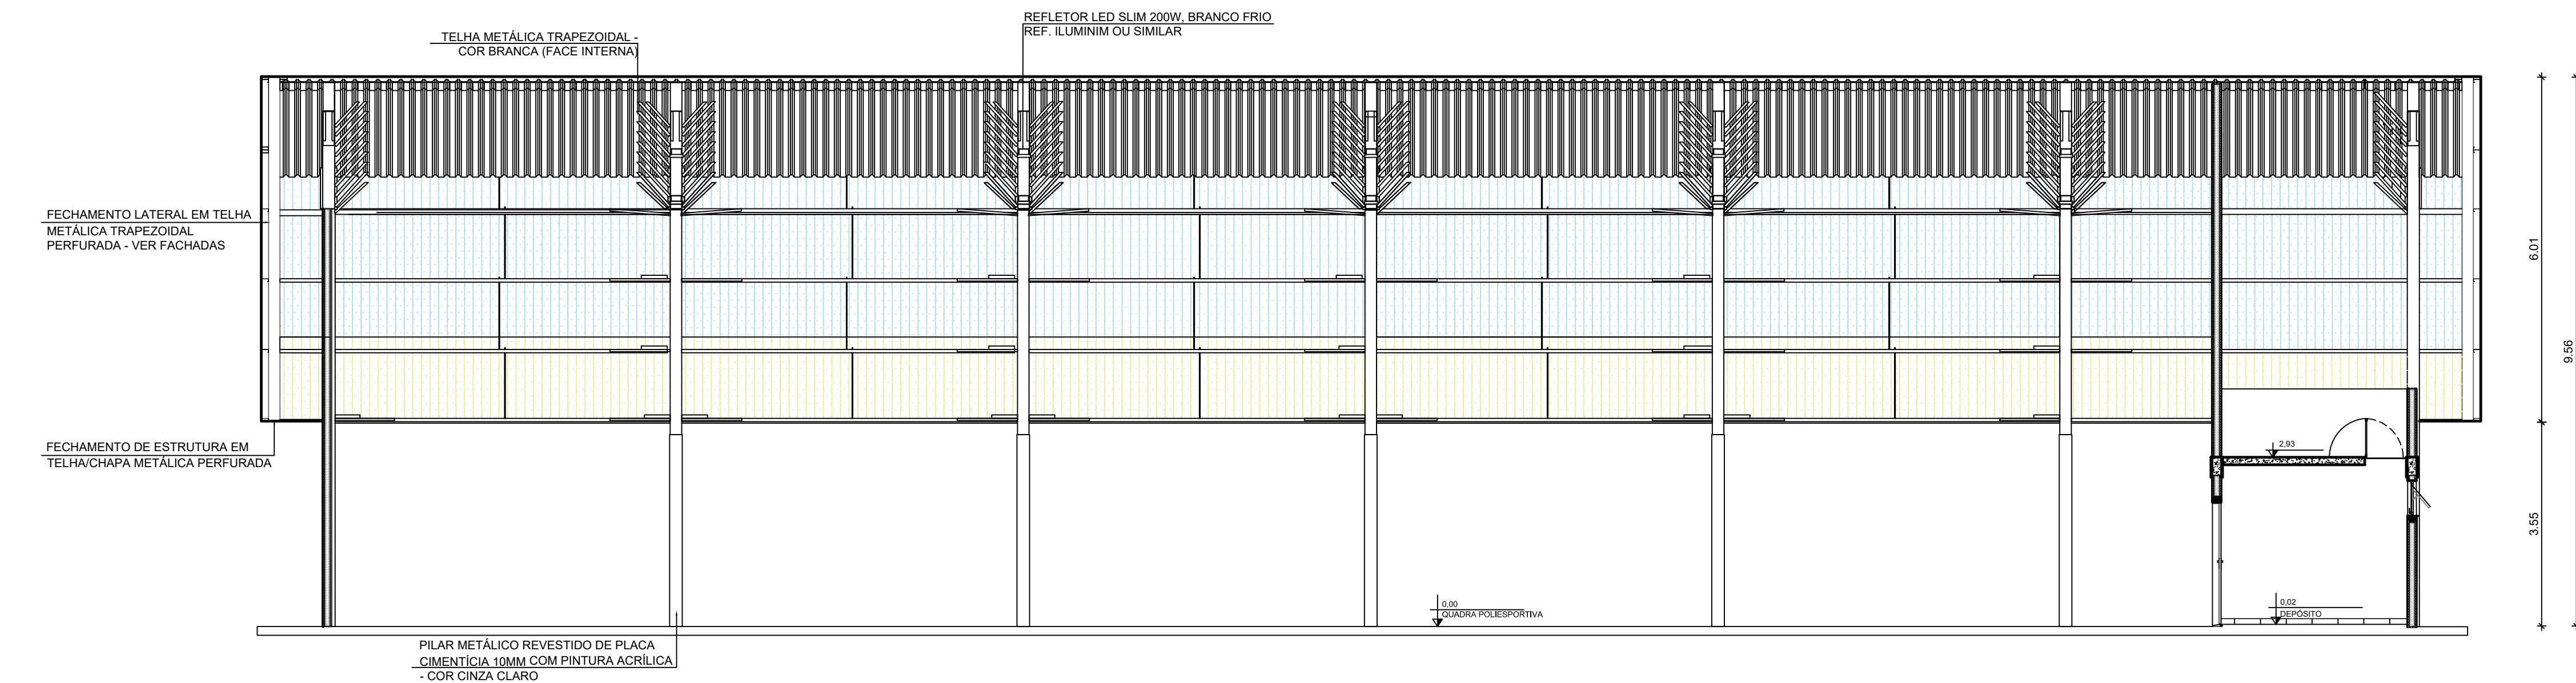 REFLETOR LED SLIM 200W, BRANCO FRIO
REF. ILUMINIM OU SIMILAR
TELHA METÁLICA TRAPEZOIDAL -
COR BRANCA (FACE INTERNA)
FECHAMENTO LATERAL EM TELHA
METÁLICA TRAPEZOIDAL
PERFURADA - VER FACHADAS
6.01
9.56
FECHAMENTO DE ESTRUTURA EM
TELHA/CHAPA METÁLICA PERFURADA
2,93
3.55
0,00
QUADRA POLIESPORTIVA
0,02
DEPÓSITO
PILAR METÁLICO REVESTIDO DE PLACA
CIMENTÍCIA 10MM COM PINTURA ACRÍLICA
- COR CINZA CLARO